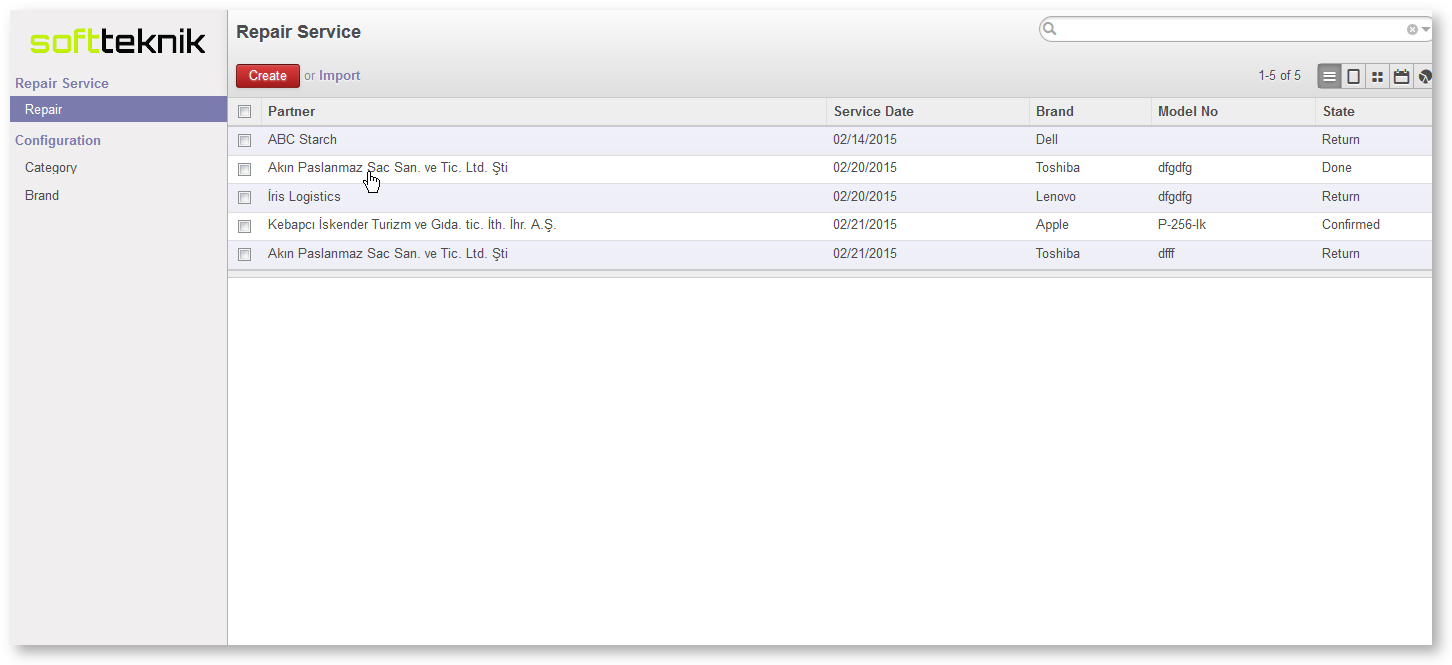 softteknik
Repair Service
Repair
Configuration
Category
Brand
Repair Service
Create or Import
1-5 of 5
Partner Service Date Brand Model No State
ABC Starch 02/14/2015 Dell Return
Akın Paslanmaz Sac San. ve Tic. Ltd. Şti 02/20/2015 Toshiba dfgdfg Done
İris Logistics 02/20/2015 Lenovo dfgdfg Return
Kebapcı İskender Turizm ve Gıda. tic. İth. İhr. A.Ş. 02/21/2015 Apple P-256-lk Confirmed
Akın Paslanmaz Sac San. ve Tic. Ltd. Şti 02/21/2015 Toshiba dfff Return